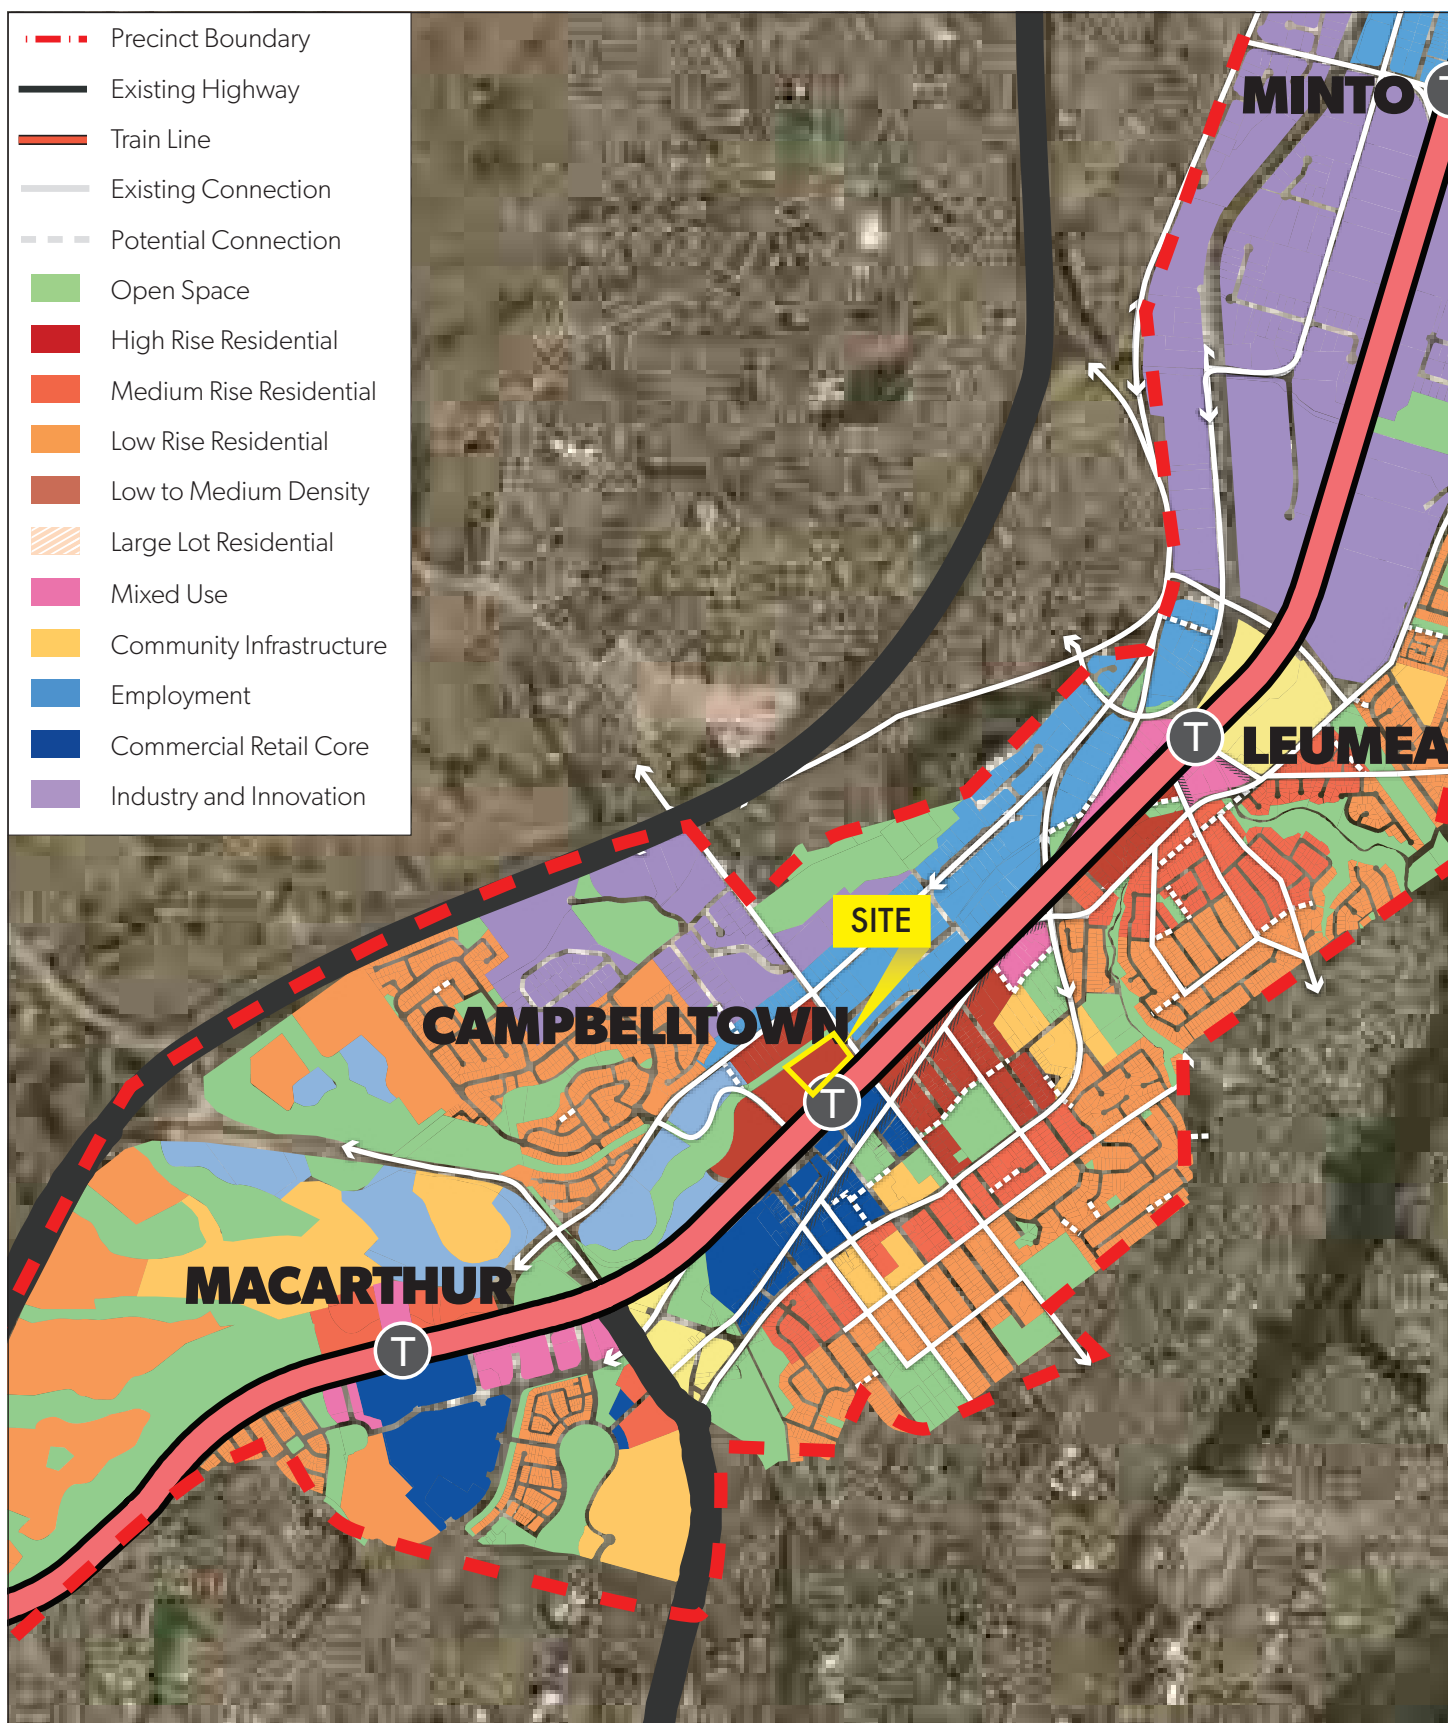 Precinct Boundary
Existing Highway
Train Line
Existing Connection
Potential Connection
Open Space
High Rise Residential
Medium Rise Residential
Low Rise Residential
Low to Medium Density
Large Lot Residential
Mixed Use
Community Infrastructure
Employment
Commercial Retail Core
Industry and Innovation
MINTO
T
T
LEUMEA
SITE
CAMPBELLTOWN
T
MACARTHUR
T